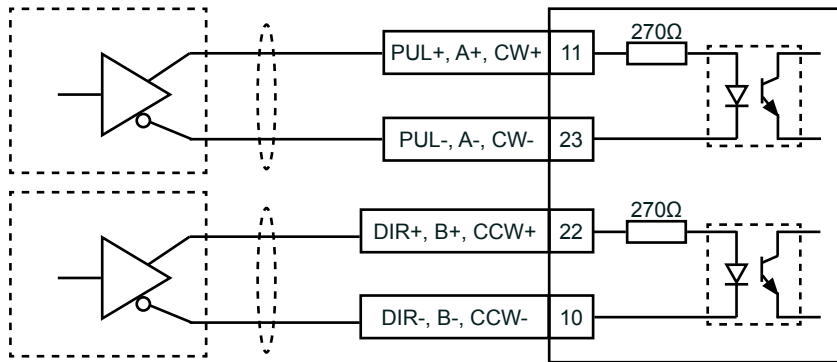 PUL+, A+, CW+ 11 270Ω
PUL-, A-, CW- 23
DIR+, B+, CCW+ 22 270Ω
DIR-, B-, CCW- 10